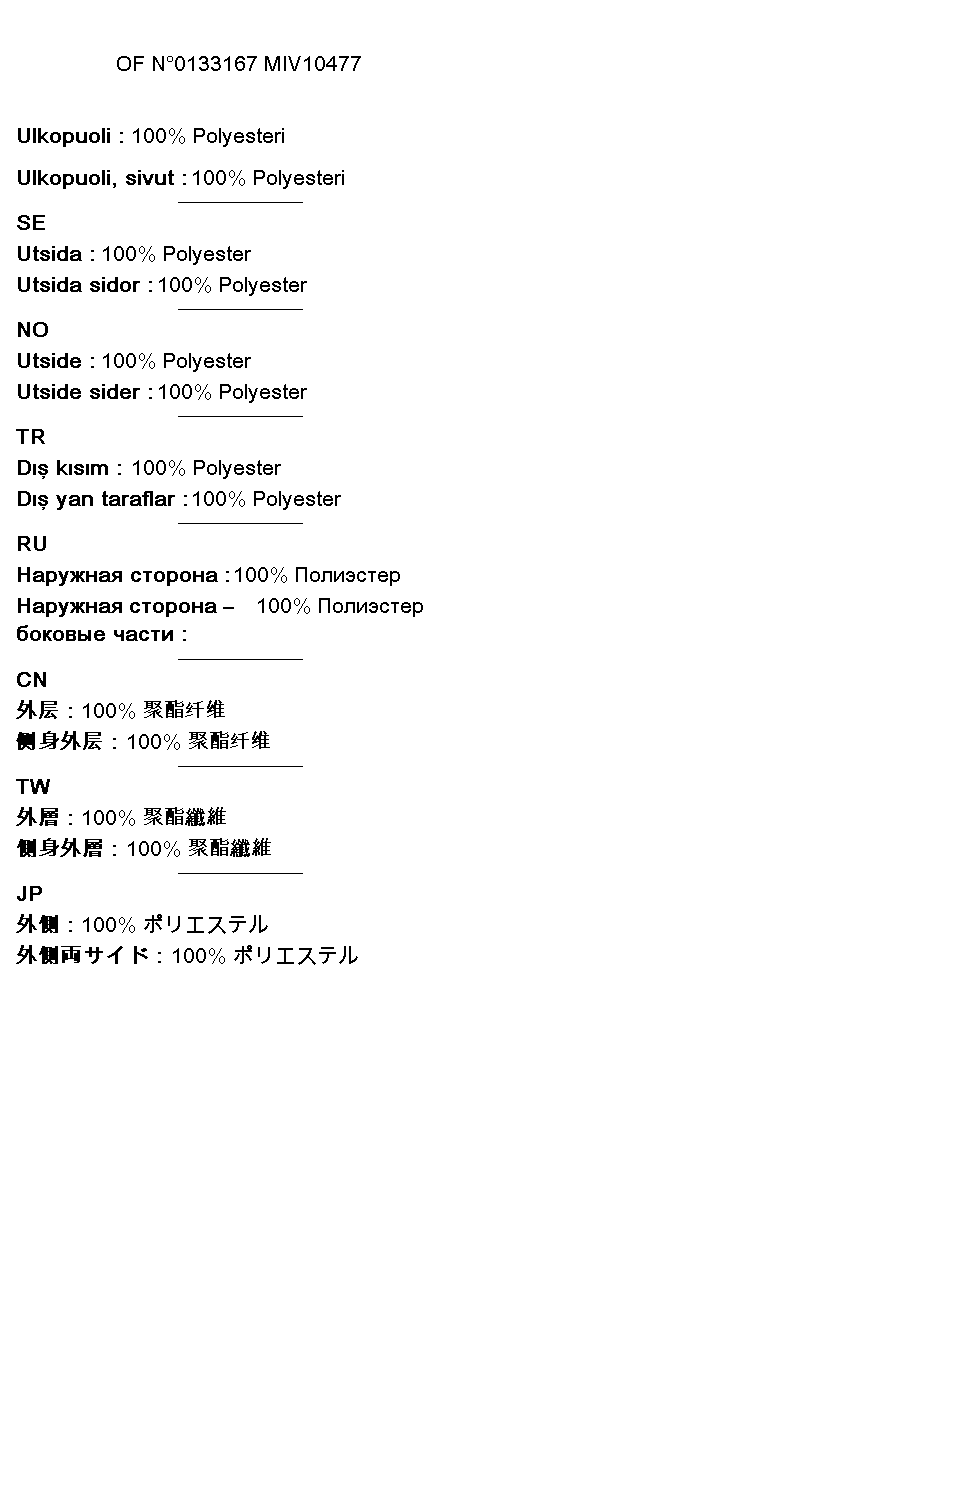 OF N°0133167 MIV10477
Ulkopuoli : 100% Polyesteri
Ulkopuoli, sivut : 100% Polyesteri
SE
Utsida : 100% Polyester
Utsida sidor : 100% Polyester
NO
Utside : 100% Polyester
Utside sider : 100% Polyester
TR
Dış kısım : 100% Polyester
Dış yan taraflar : 100% Polyester
RU
Наружная сторона : 100% Полиэстер
Наружная сторона – 100% Полиэстер
боковые части :
CN
外层 : 100% 聚酯纤维
侧身外层 : 100% 聚酯纤维
TW
外層 : 100% 聚酯纖維
側身外層 : 100% 聚酯纖維
JP
外側 : 100% ポリエステル
外側両サイド : 100% ポリエステル